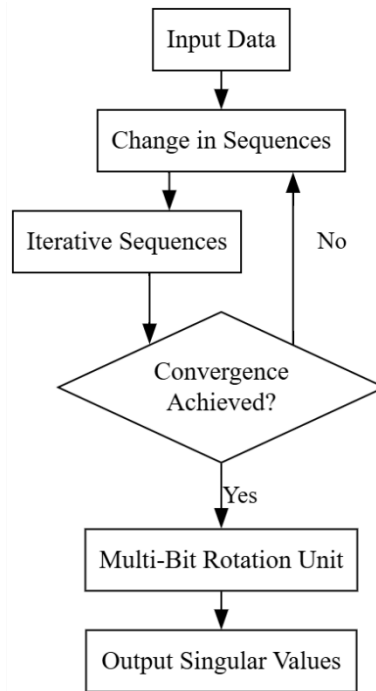 Input Data
Change in Sequences
Iterative Sequences
No
Convergence
Achieved?
Yes
Multi-Bit Rotation Unit
Output Singular Values